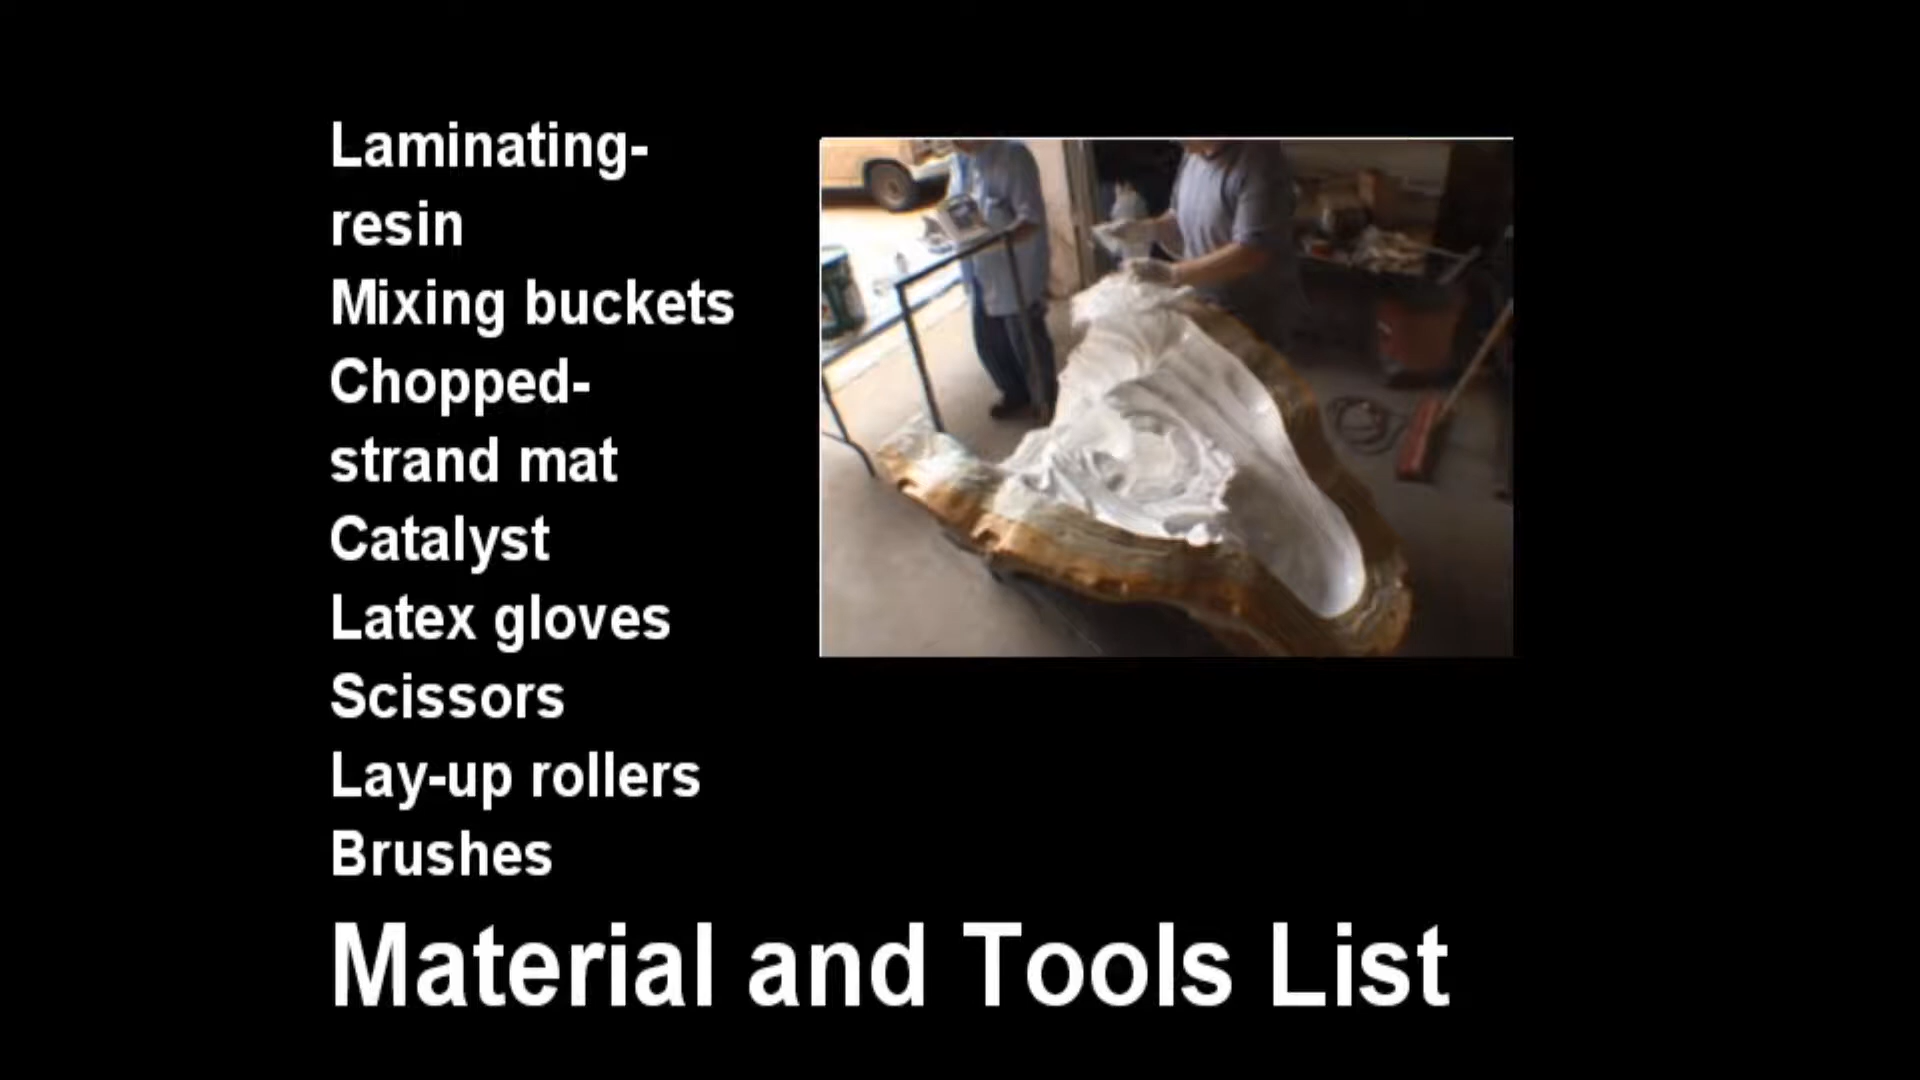 Laminating-
resin
Mixing buckets
Chopped-
strand mat
Catalyst
Latex gloves
Scissors
Lay-up rollers
Brushes
Material and Tools List